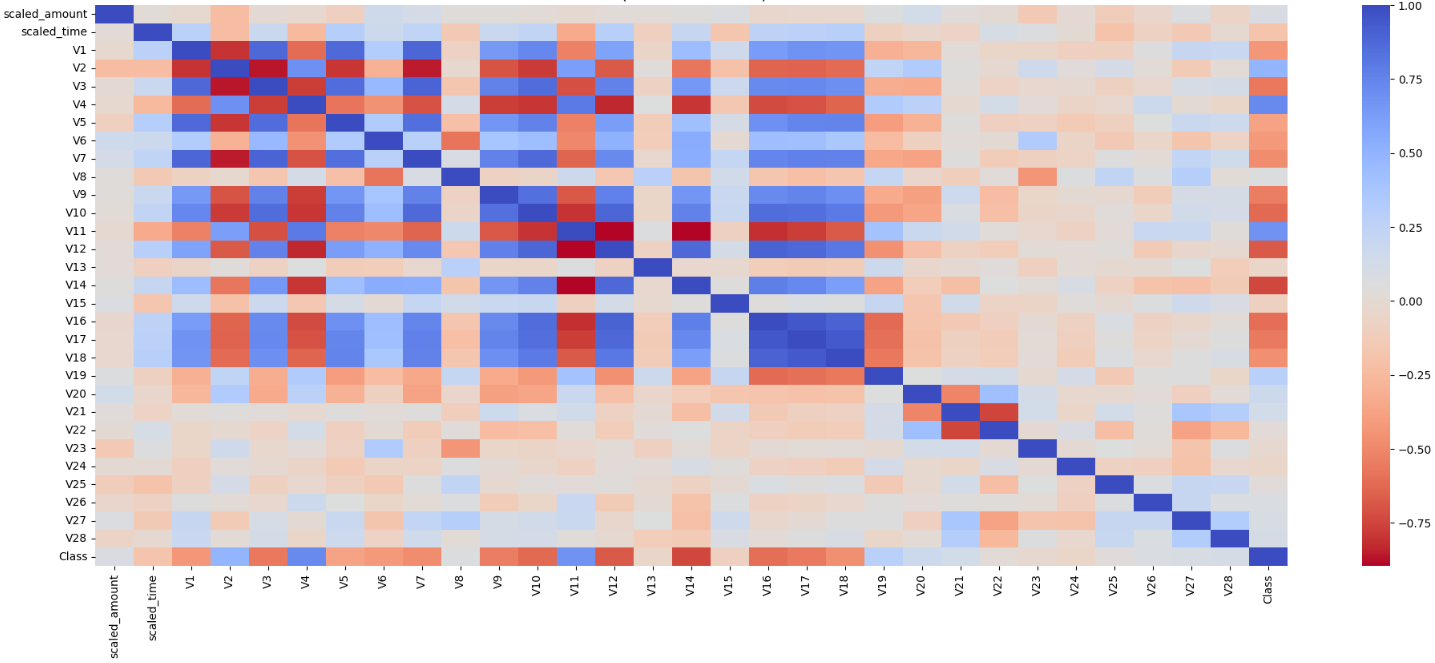 scaled_amount
scaled_time
V1
V2
V3
V4
V5
V6
V7
V8
V9
V10
V11
V12
V13
V14
V15
V16
V17
V18
V19
V20
V21
V22
V23
V24
V25
V26
V27
V28
Class
scaled_amount
scaled_time
V1
V2
V3
V4
V5
V6
V7
V8
V9
V10
V11
V12
V13
V14
V15
V16
V17
V18
V19
V20
V21
V22
V23
V24
V25
V26
V27
V28
Class
1.00
0.75
0.50
0.25
0.00
−0.25
−0.50
−0.75